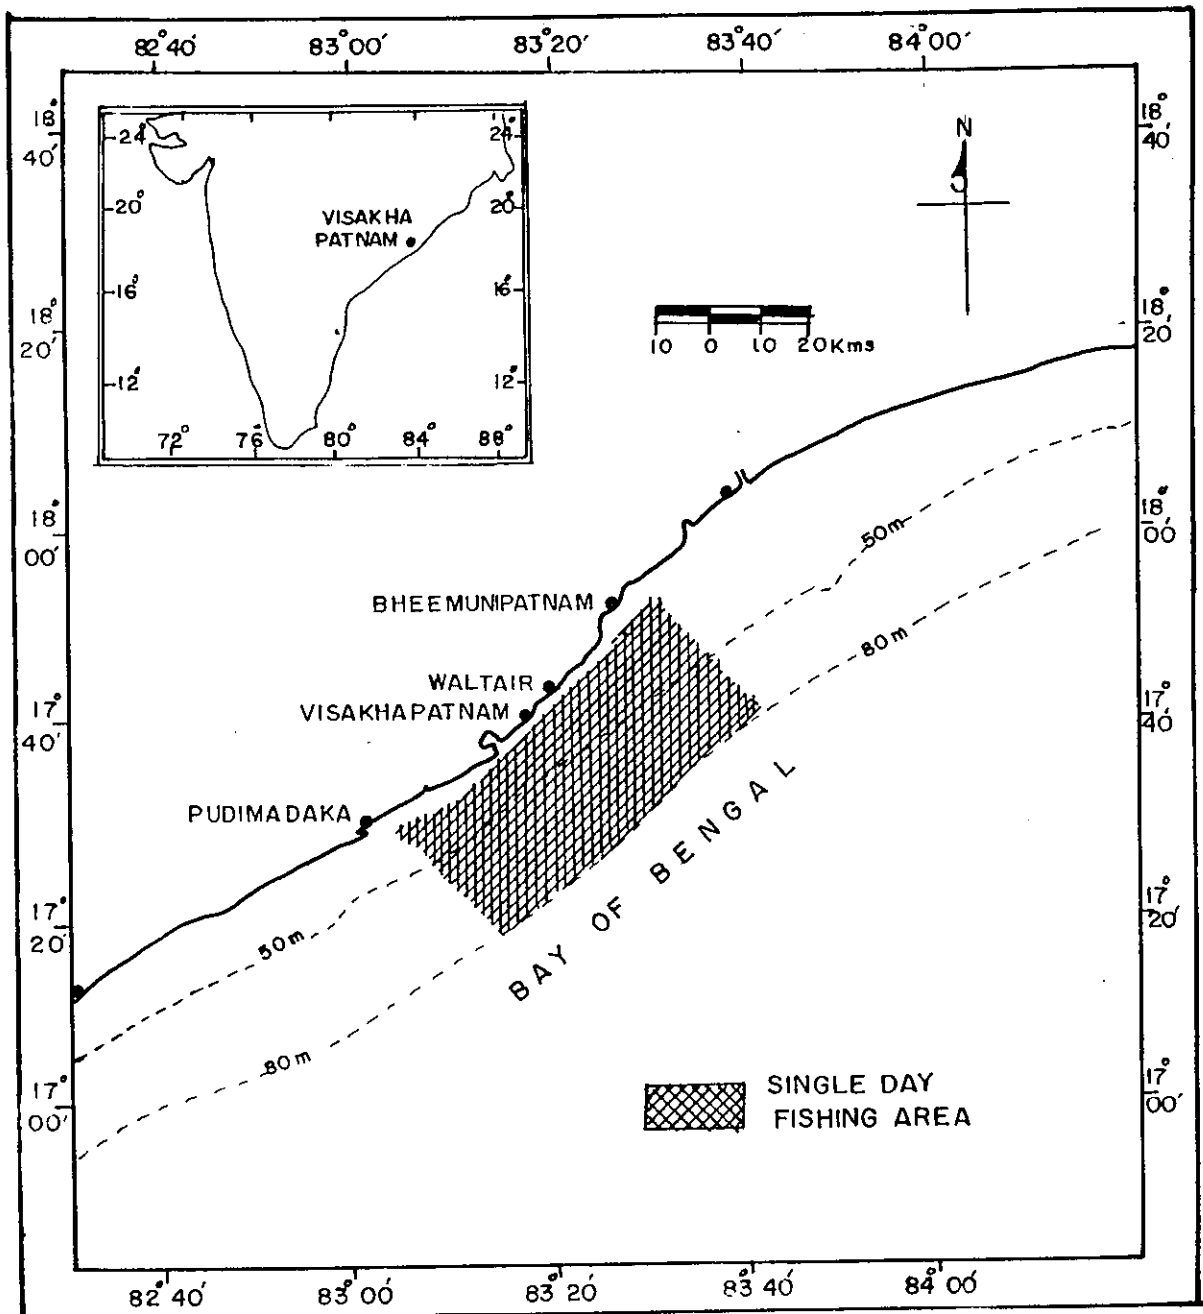 82°40′ 83°00′ 83°20′ 83°40′ 84°00′
18°
40′
18°
40′
24° 24°
20° 20°
VISAKHA
PATNAM
16° 16°
12° 12°
72° 76° 80° 84° 88°
N
18°
20′
18°
20′
10 0 10 20Kms
18°
00′
18°
00′
50m
BHEEMUNIPATNAM
80m
WALTAIR
VISAKHAPATNAM
17°
40′
17°
40′
PUDIMADAKA
BAY OF BENGAL
17°
20′
17°
20′
50m
80m
17°
00′
17°
00′
SINGLE DAY
FISHING AREA
82°40′ 83°00′ 83°20′ 83°40′ 84°00′